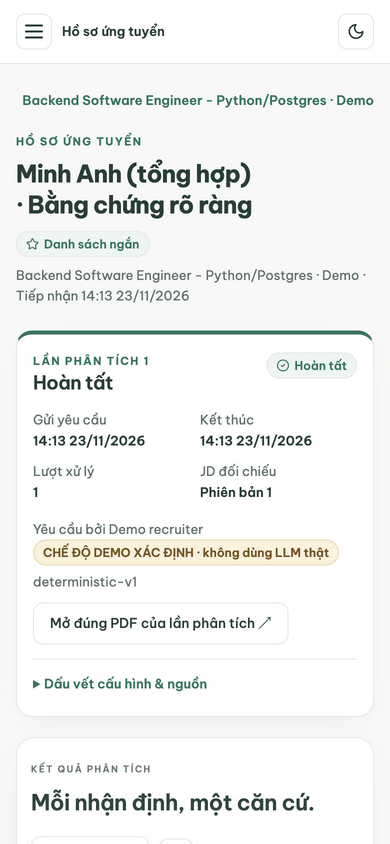 Hồ sơ ứng tuyển
Backend Software Engineer - Python/Postgres · Demo
HỒ SƠ ỨNG TUYỂN
Minh Anh (tổng hợp)
· Bằng chứng rõ ràng
Danh sách ngắn
Backend Software Engineer - Python/Postgres · Demo ·
Tiếp nhận 14:13 23/11/2026
LẦN PHÂN TÍCH 1
Hoàn tất
Hoàn tất
Gửi yêu cầu
14:13 23/11/2026
Kết thúc
14:13 23/11/2026
Lượt xử lý
1
JD đối chiếu
Phiên bản 1
Yêu cầu bởi Demo recruiter
CHẾ ĐỘ DEMO XÁC ĐỊNH · không dùng LLM thật
deterministic-v1
Mở đúng PDF của lần phân tích ↗
▶ Dấu vết cấu hình & nguồn
KẾT QUẢ PHÂN TÍCH
Mỗi nhận định, một căn cứ.